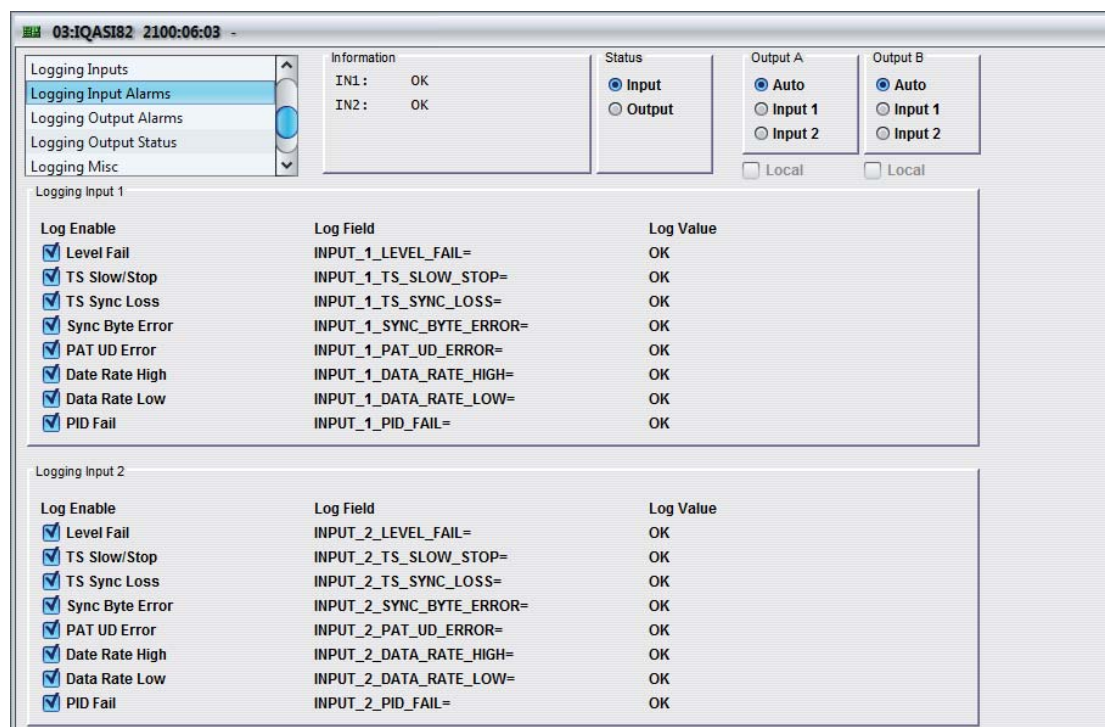 03:IQASI82 2100:06:03 -
Logging Inputs
Logging Input Alarms
Logging Output Alarms
Logging Output Status
Logging Misc
Information
IN1: OK
IN2: OK
Status
Input
Output
Output A
Auto
Input 1
Input 2
Local
Output B
Auto
Input 1
Input 2
Local
Logging Input 1
Log Enable Log Field Log Value
Level Fail INPUT_1_LEVEL_FAIL= OK
TS Slow/Stop INPUT_1_TS_SLOW_STOP= OK
TS Sync Loss INPUT_1_TS_SYNC_LOSS= OK
Sync Byte Error INPUT_1_SYNC_BYTE_ERROR= OK
PAT UD Error INPUT_1_PAT_UD_ERROR= OK
Date Rate High INPUT_1_DATA_RATE_HIGH= OK
Data Rate Low INPUT_1_DATA_RATE_LOW= OK
PID Fail INPUT_1_PID_FAIL= OK
Logging Input 2
Log Enable Log Field Log Value
Level Fail INPUT_2_LEVEL_FAIL= OK
TS Slow/Stop INPUT_2_TS_SLOW_STOP= OK
TS Sync Loss INPUT_2_TS_SYNC_LOSS= OK
Sync Byte Error INPUT_2_SYNC_BYTE_ERROR= OK
PAT UD Error INPUT_2_PAT_UD_ERROR= OK
Date Rate High INPUT_2_DATA_RATE_HIGH= OK
Data Rate Low INPUT_2_DATA_RATE_LOW= OK
PID Fail INPUT_2_PID_FAIL= OK